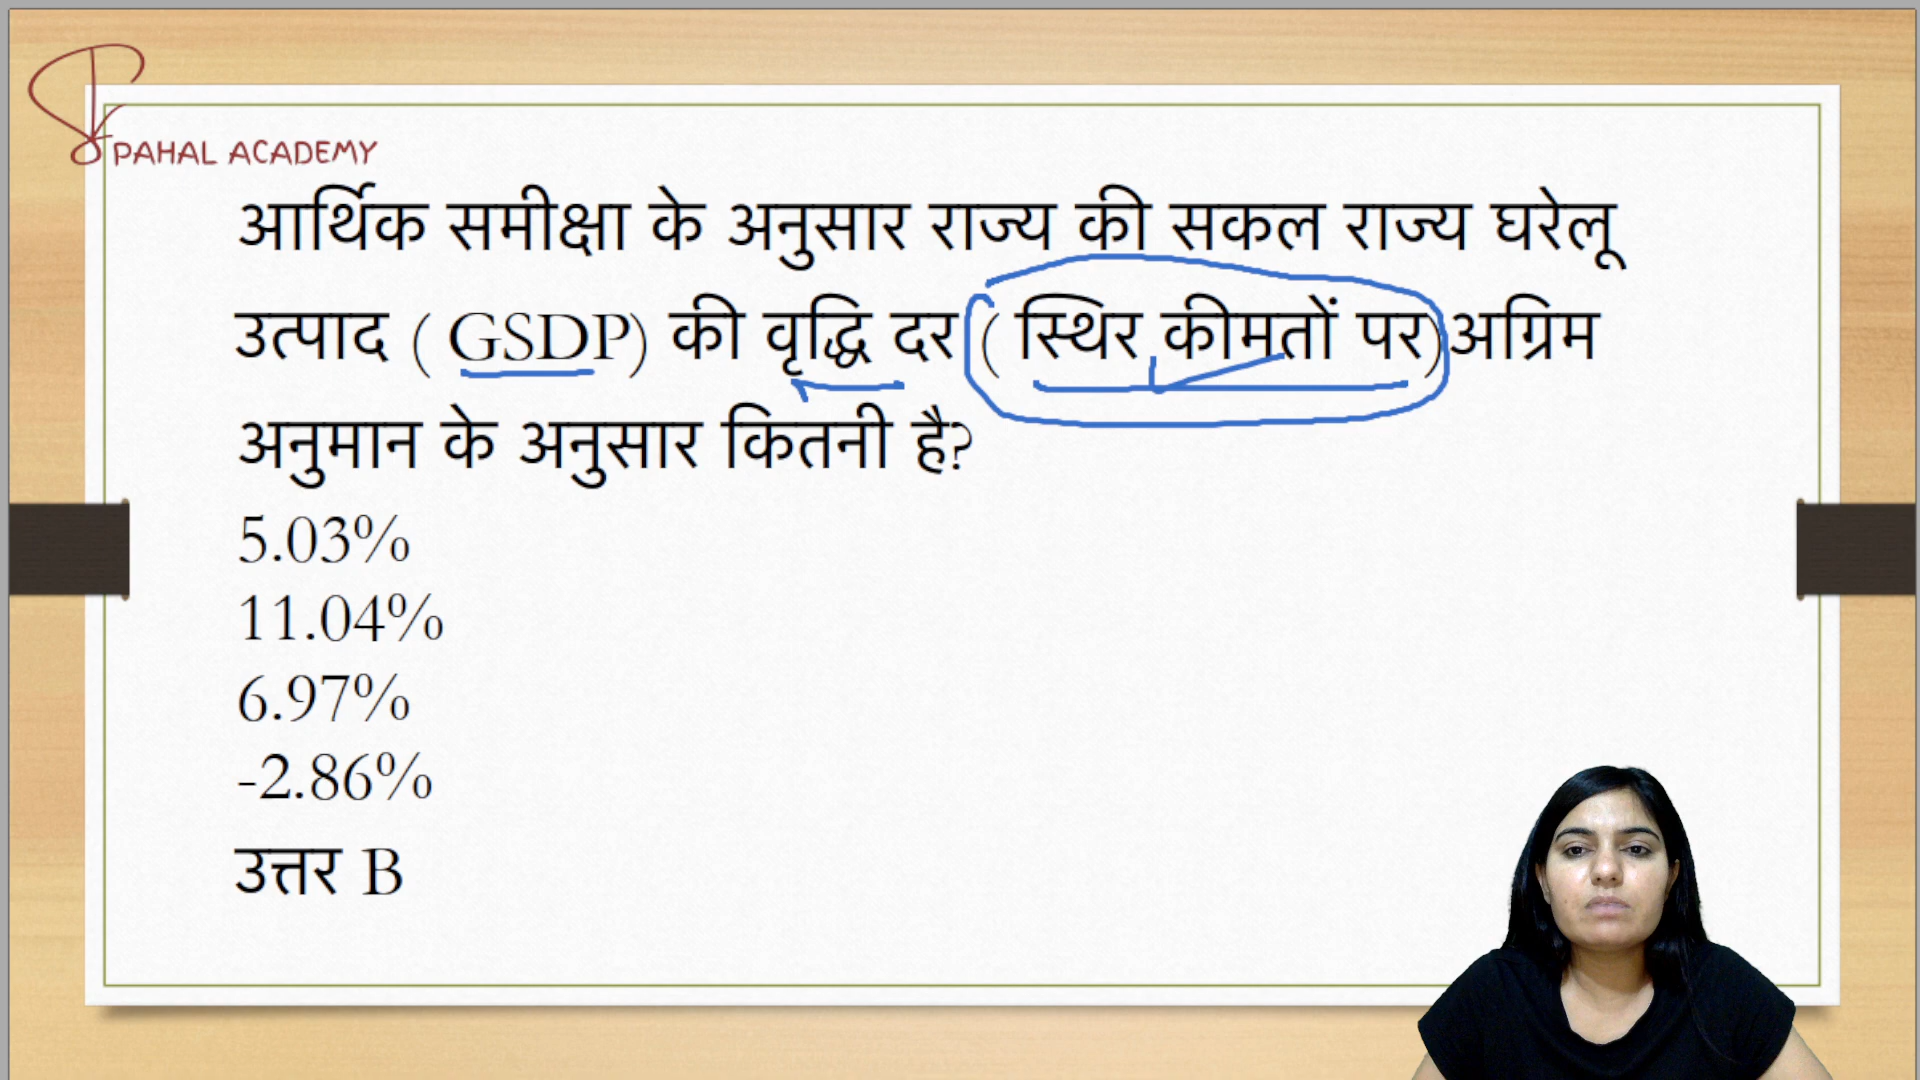 PAHAL ACADEMY
आर्थिक समीक्षा के अनुसार राज्य की सकल राज्य घरेलू
उत्पाद ( GSDP) की वृद्धि दर ( स्थिर कीमतों पर)अग्रिम
अनुमान के अनुसार कितनी है?
5.03%
11.04%
6.97%
-2.86%
उत्तर B